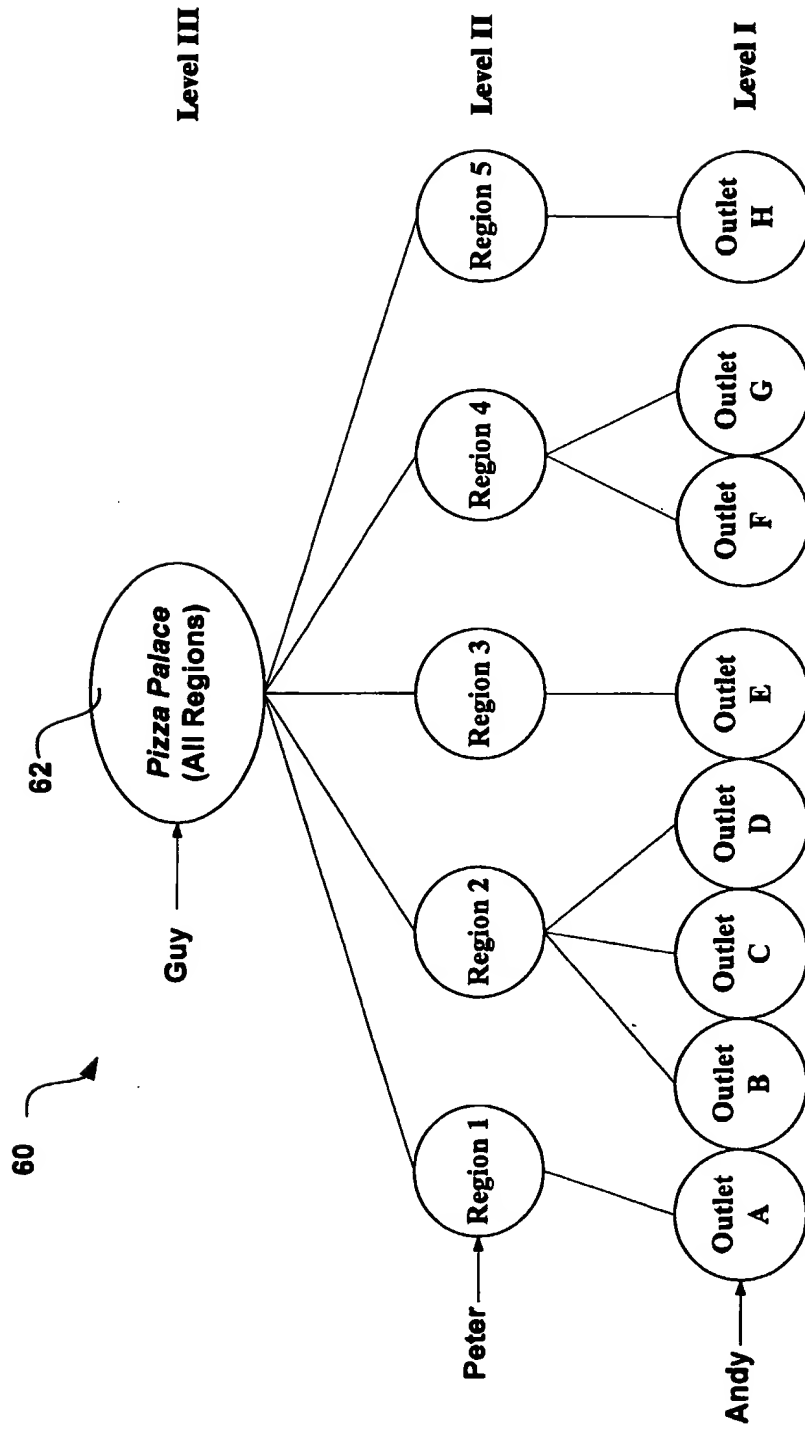 60
62
Guy
Pizza Palace
(All Regions)
Level III
Peter
Region 1
Region 2
Region 3
Region 4
Region 5
Level II
Andy
Outlet
A
Outlet
B
Outlet
C
Outlet
D
Outlet
E
Outlet
F
Outlet
G
Outlet
H
Level I